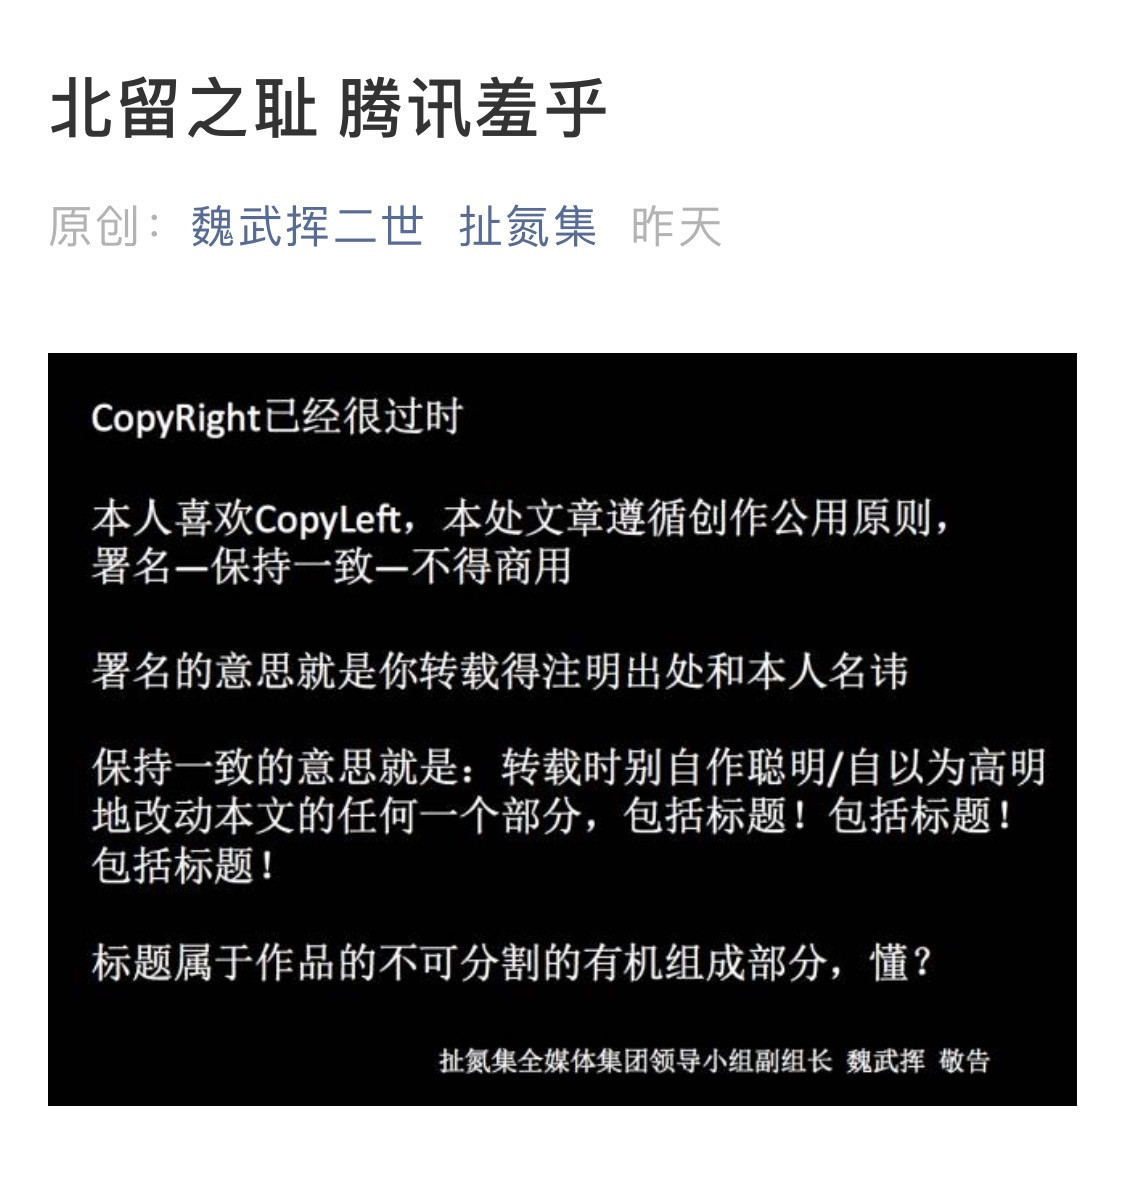 北留之耻 腾讯羞乎
原创： 魏武挥二世 扯氮集 昨天
CopyRight已经很过时
本人喜欢CopyLeft，本处文章遵循创作公用原则，
署名—保持一致—不得商用
署名的意思就是你转载得注明出处和本人名讳
保持一致的意思就是：转载时别自作聪明/自以为高明
地改动本文的任何一个部分，包括标题！包括标题！
包括标题！
标题属于作品的不可分割的有机组成部分，懂？
扯氮集全媒体集团领导小组副组长 魏武挥 敬告